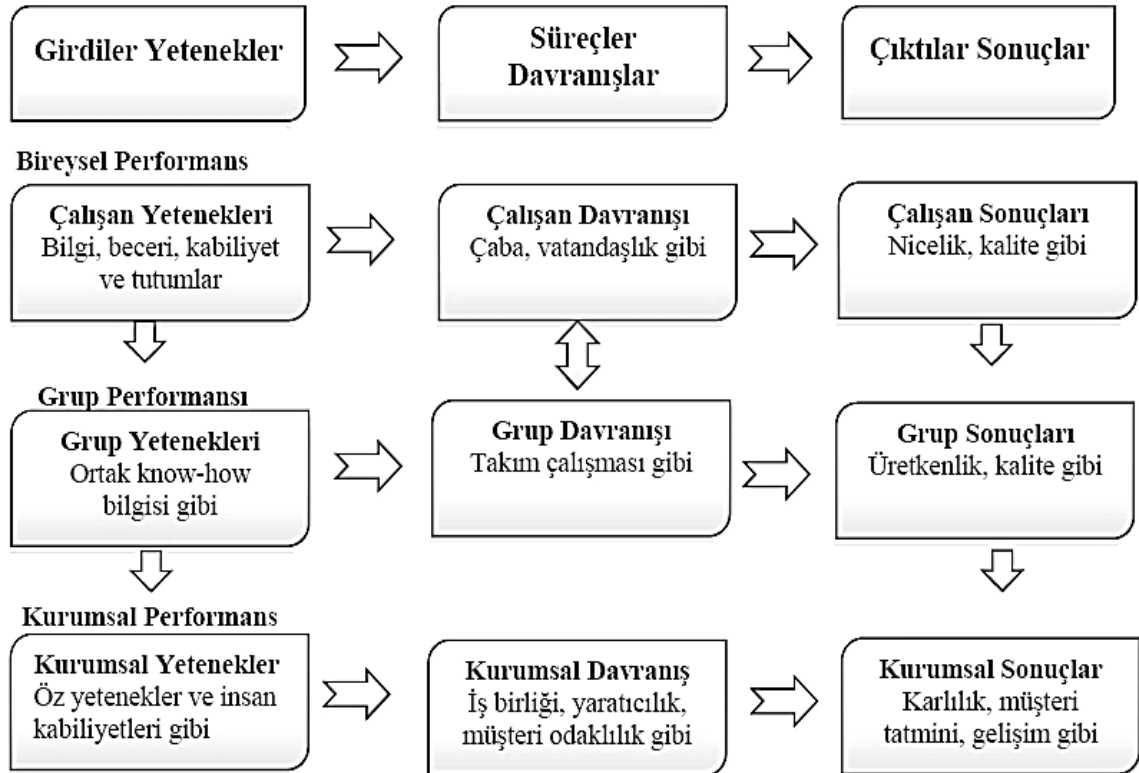 Girdiler Yetenekler
Süreçler
Davranışlar
Çıktılar Sonuçlar
Bireysel Performans
Çalışan Yetenekleri
Bilgi, beceri, kabiliyet
ve tutumlar
Çalışan Davranışı
Çaba, vatandaşlık gibi
Çalışan Sonuçları
Nicelik, kalite gibi
Grup Performansı
Grup Yetenekleri
Ortak know-how
bilgisi gibi
Grup Davranışı
Takım çalışması gibi
Grup Sonuçları
Üretkenlik, kalite gibi
Kurumsal Performans
Kurumsal Yetenekler
Öz yetenekler ve insan
kabiliyetleri gibi
Kurumsal Davranış
İş birliği, yaratıcılık,
müşteri odaklılık gibi
Kurumsal Sonuçlar
Karlılık, müşteri
tatmini, gelişim gibi